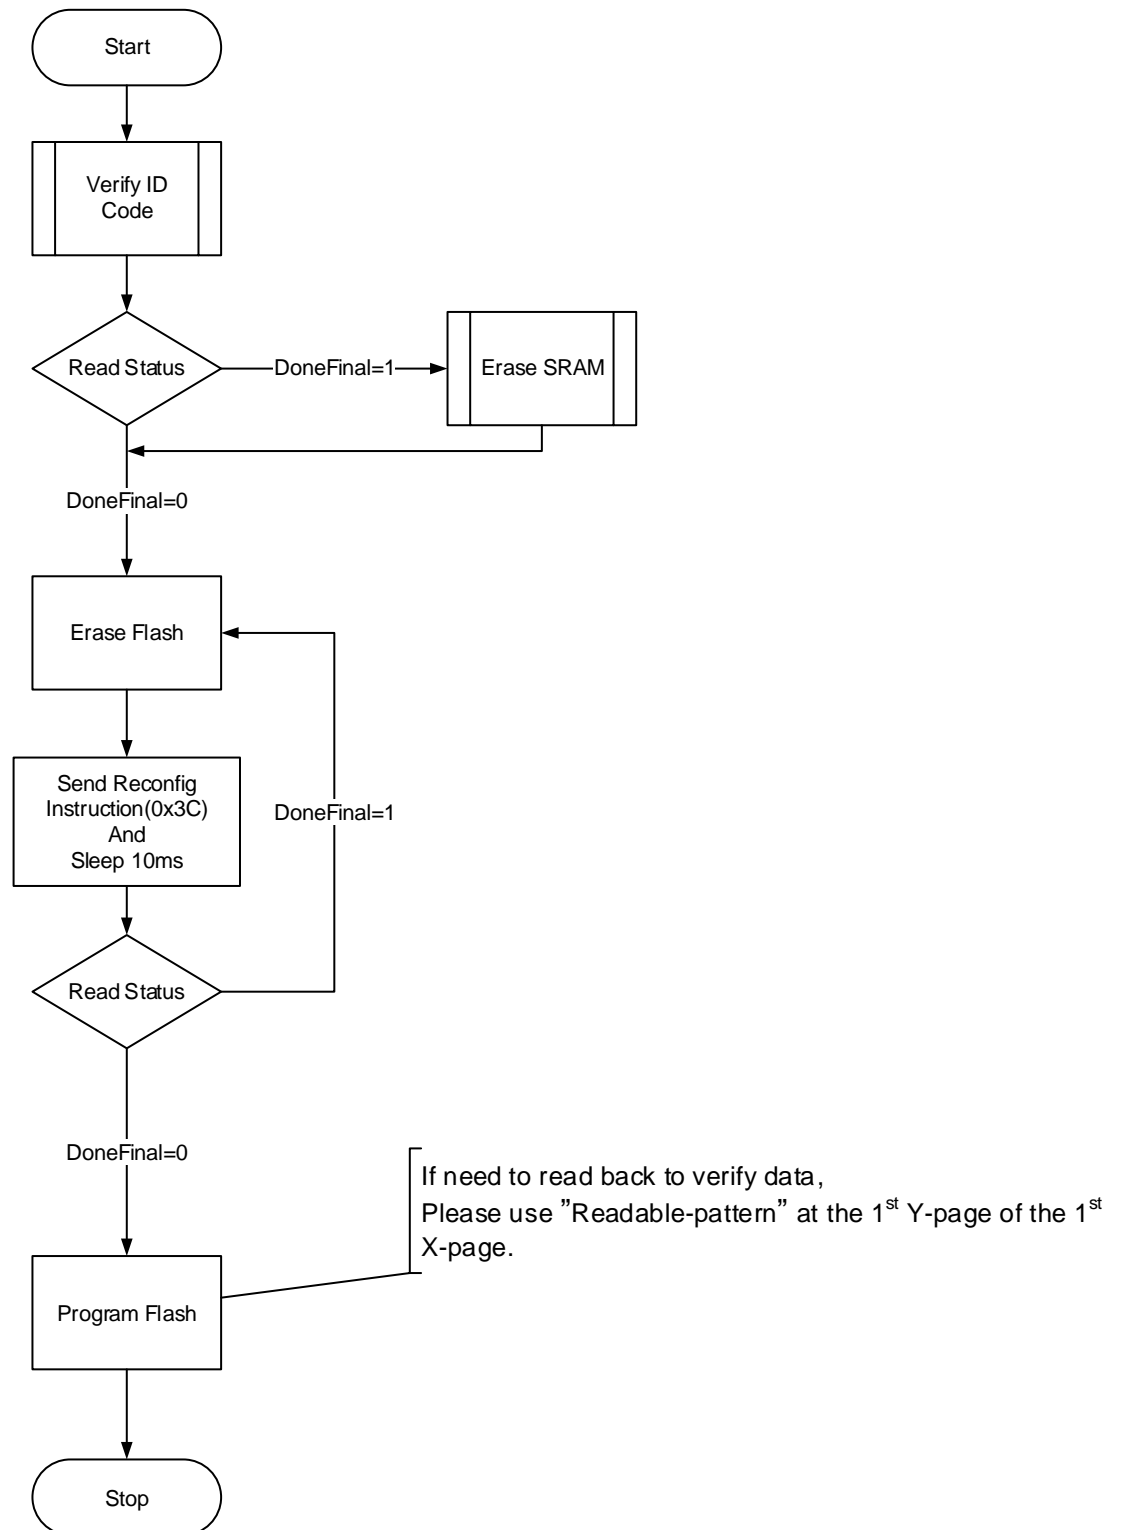 Start
Verify ID
Code
Read Status
DoneFinal=1
Erase SRAM
DoneFinal=0
Erase Flash
Send Reconfig
Instruction(0x3C)
And
Sleep 10ms
DoneFinal=1
Read Status
DoneFinal=0
If need to read back to verify data,
Please use ”Readable-pattern” at the 1st Y-page of the 1st
X-page.
Program Flash
Stop